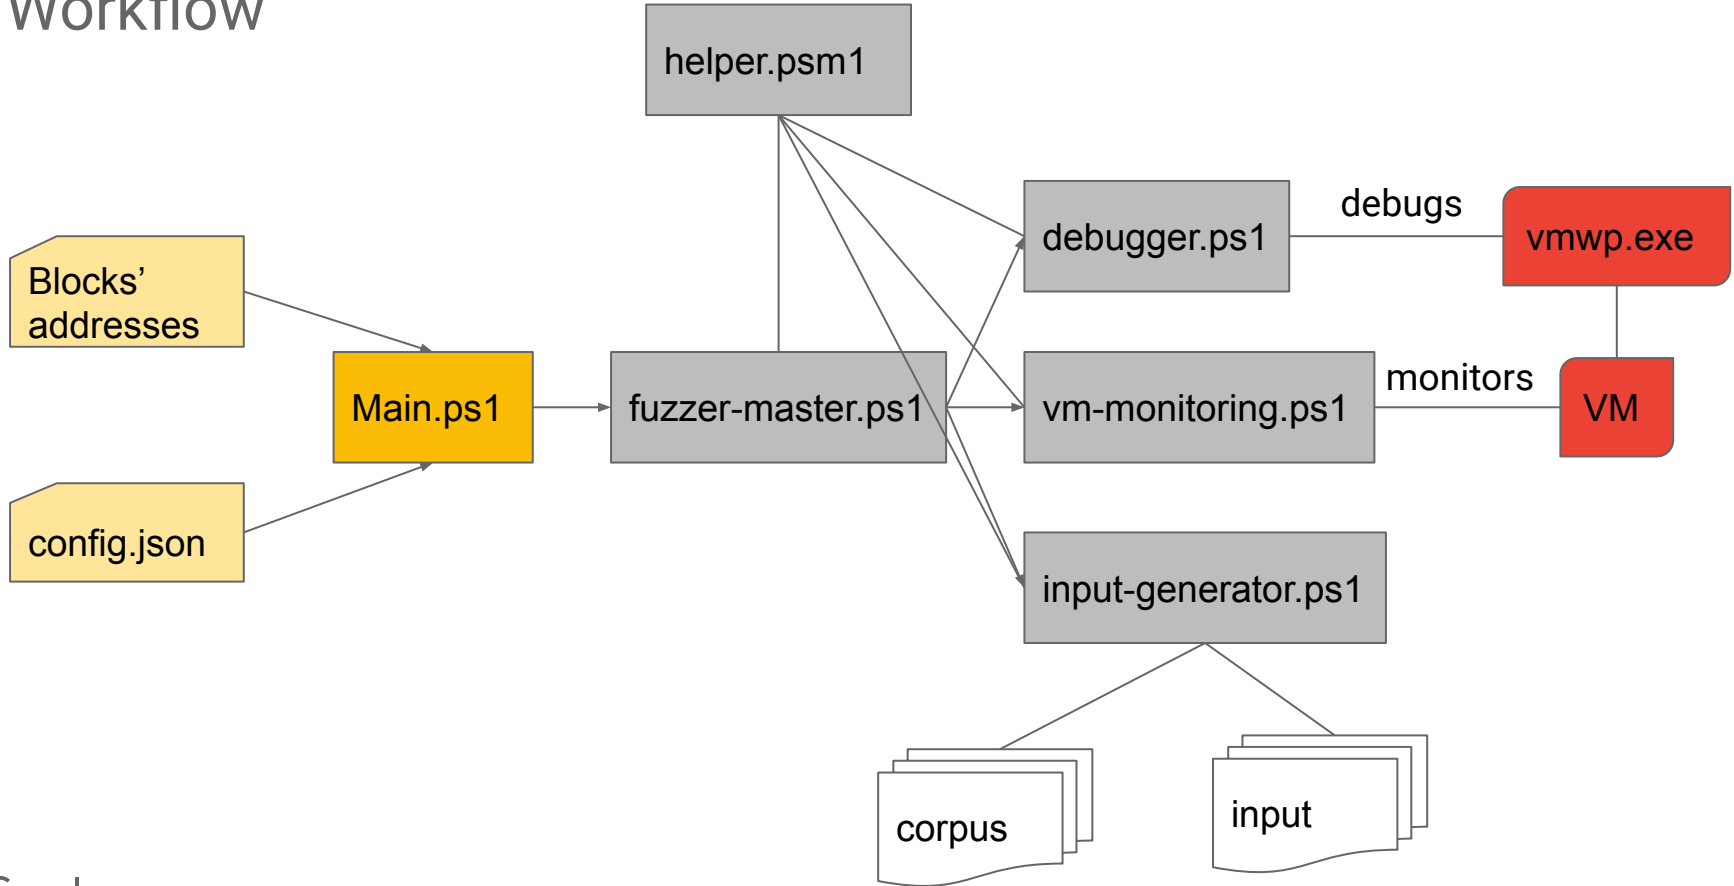 Workflow
helper.psm1
debugger.ps1
debugs
vmwp.exe
Blocks’
addresses
Main.ps1
fuzzer-master.ps1
vm-monitoring.ps1
monitors
VM
config.json
input-generator.ps1
corpus
input